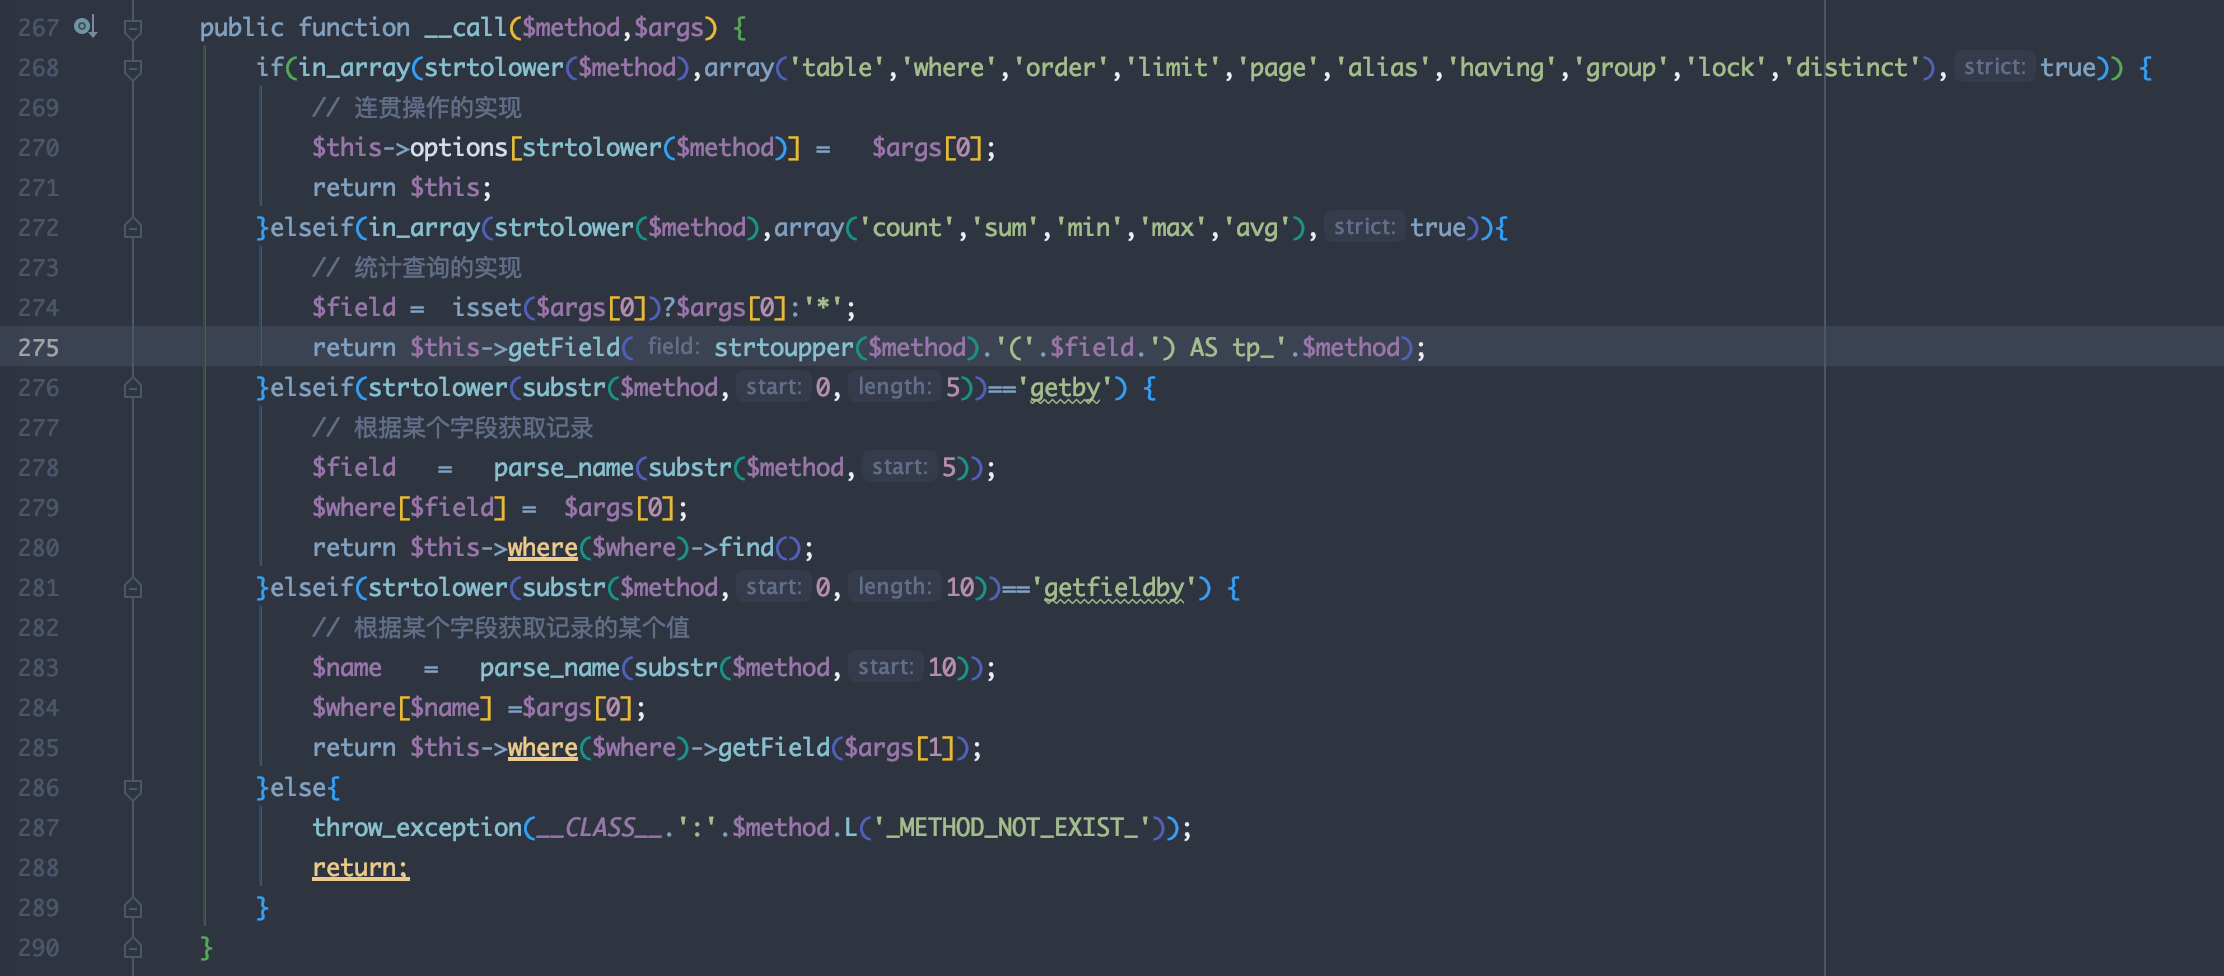 267 public function __call($method,$args) {
268 if(in_array(strtolower($method),array('table','where','order','limit','page','alias','having','group','lock','distinct'), strict: true)) {
269 // 连贯操作的实现
270 $this->options[strtolower($method)] =   $args[0];
271 return $this;
272 }elseif(in_array(strtolower($method),array('count','sum','min','max','avg'), strict: true)){
273 // 统计查询的实现
274 $field =  isset($args[0])?$args[0]:'*';
275 return $this->getField( field: strtoupper($method).'('.$field.') AS tp_'.$method);
276 }elseif(strtolower(substr($method, start: 0, length: 5))=='getby') {
277 // 根据某个字段获取记录
278 $field   =   parse_name(substr($method, start: 5));
279 $where[$field] =  $args[0];
280 return $this->where($where)->find();
281 }elseif(strtolower(substr($method, start: 0, length: 10))=='getfieldby') {
282 // 根据某个字段获取记录的某个值
283 $name   =   parse_name(substr($method, start: 10));
284 $where[$name] =$args[0];
285 return $this->where($where)->getField($args[1]);
286 }else{
287 throw_exception(__CLASS__.':'.$method.L('_METHOD_NOT_EXIST_'));
288 return;
289 }
290 }